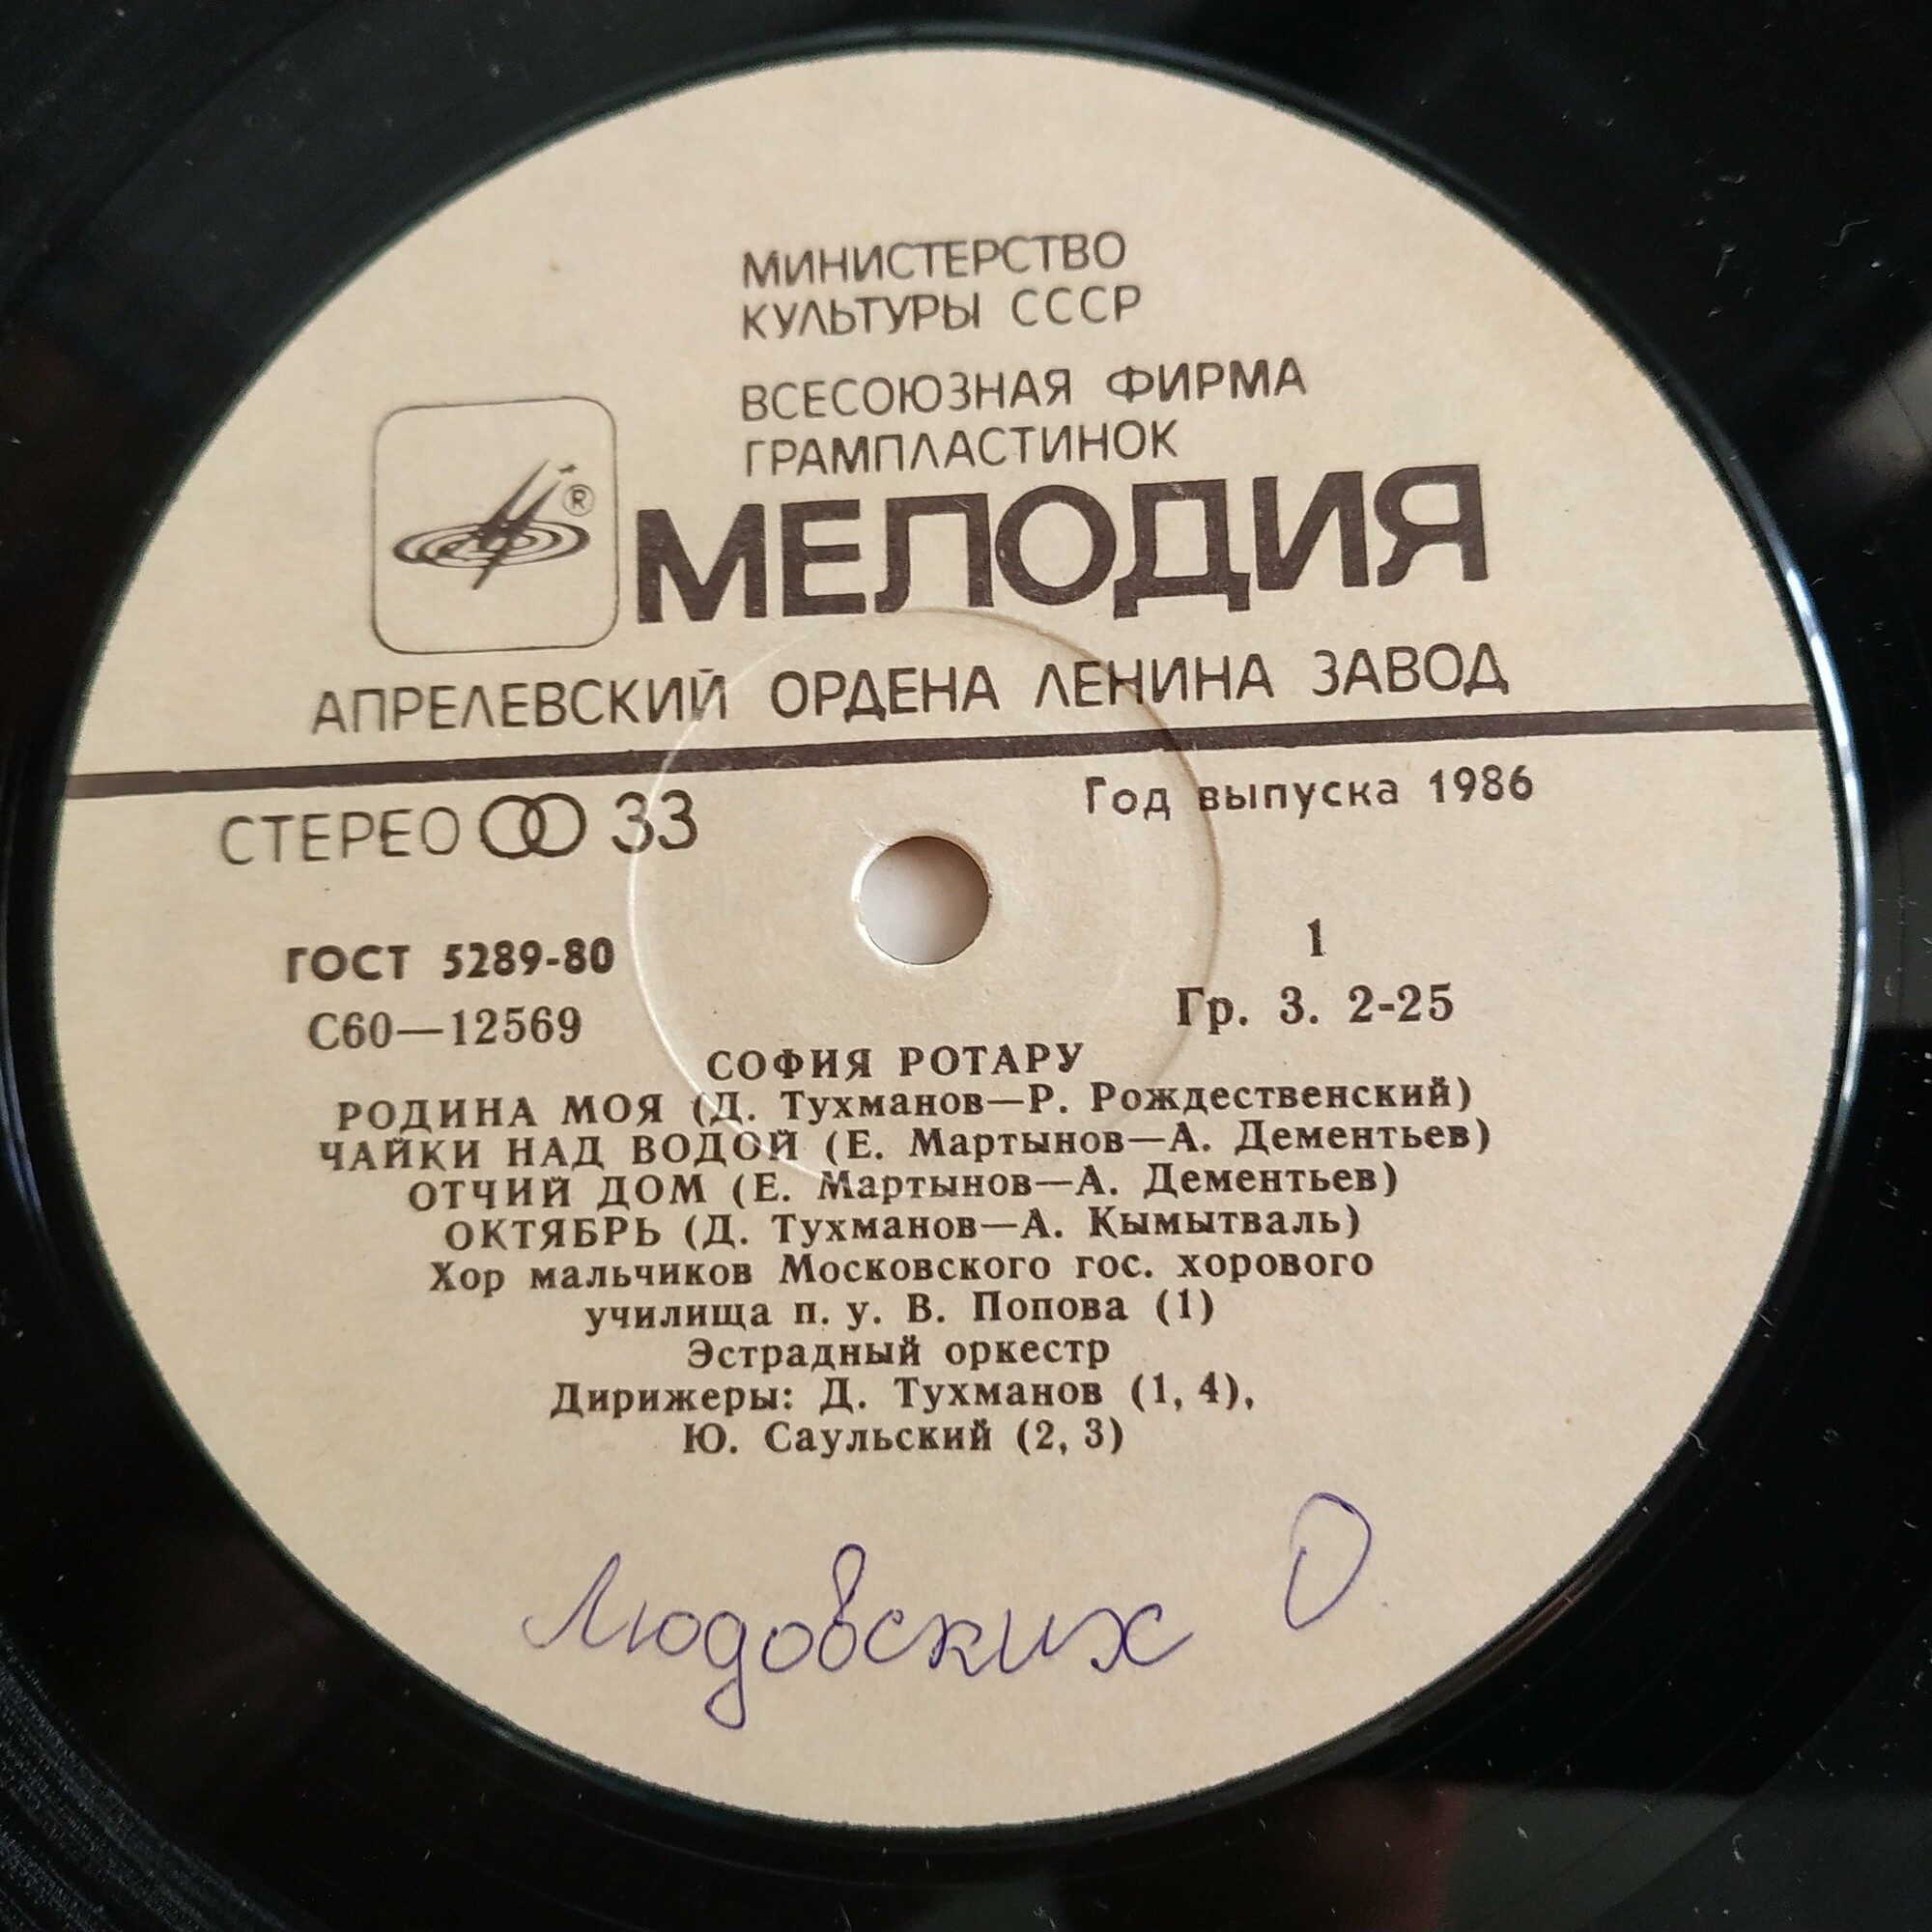 МИНИСТЕРСТВО
КУЛЬТУРЫ СССР
ВСЕСОЮЗНАЯ ФИРМА
ГРАМПЛАСТИНОК
®
МЕЛОДИЯ
АПРЕЛЕВСКИЙ ОРДЕНА ЛЕНИНА ЗАВОД
СТЕРЕО 33
Год выпуска 1986
ГОСТ 5289-80
1
С60—12569
Гр. 3. 2-25
СОФИЯ РОТАРУ
РОДИНА МОЯ (Д. Тухманов—Р. Рождественский)
ЧАЙКИ НАД ВОДОЙ (Е. Мартынов—А. Дементьев)
ОТЧИЙ ДОМ (Е. Мартынов—А. Дементьев)
ОКТЯБРЬ (Д. Тухманов—А. Кымытваль)
Хор мальчиков Московского гос. хорового
училища п. у. В. Попова (1)
Эстрадный оркестр
Дирижеры: Д. Тухманов (1, 4),
Ю. Саульский (2, 3)
Людовских О